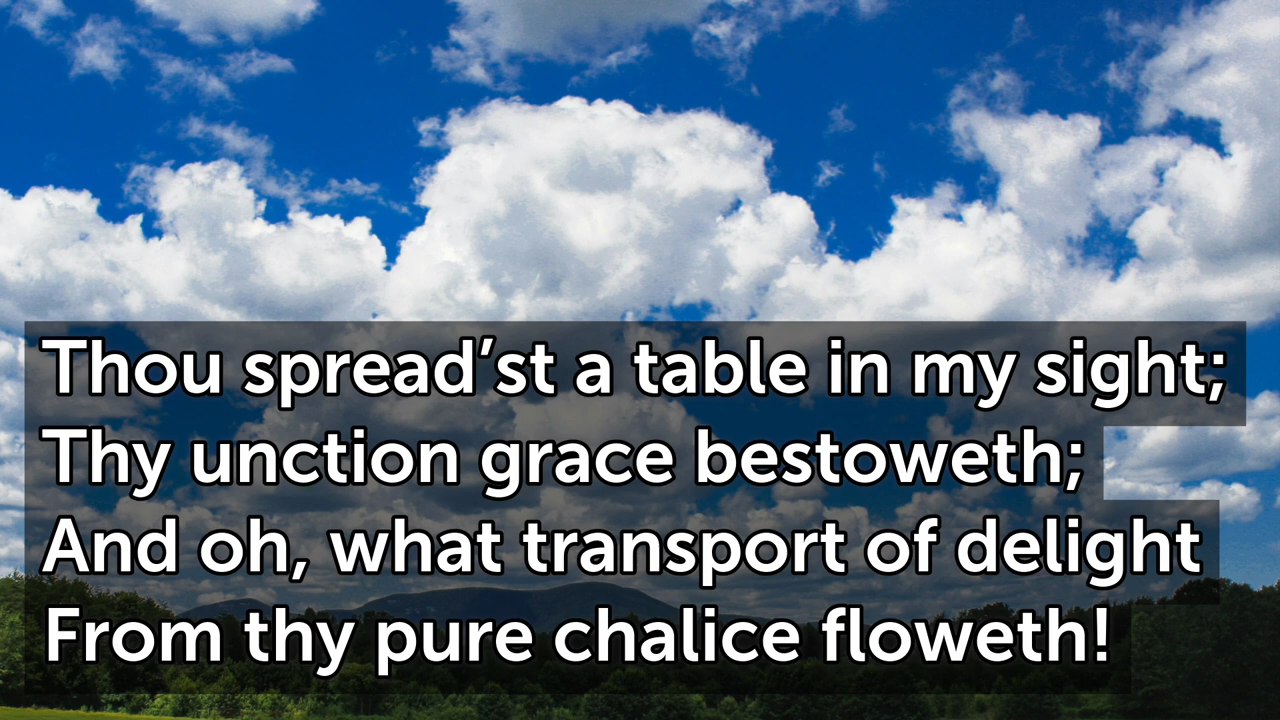 Thou spread’st a table in my sight;
Thy unction grace bestoweth;
And oh, what transport of delight
From thy pure chalice floweth!